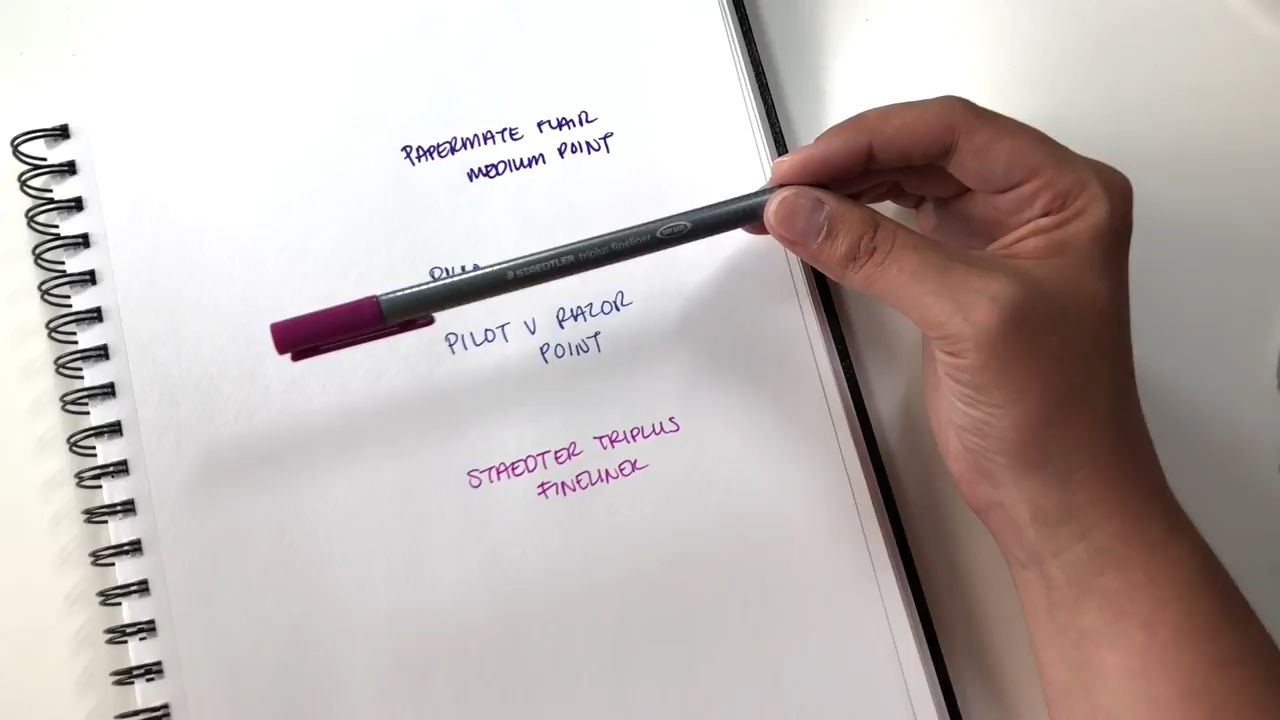 PAPERMATE FLAIR
MEDIUM POINT
STAEDTLER triplus fineliner
PILOT V RAZOR
POINT
STAEDTER TRIPLUS
FINELINER